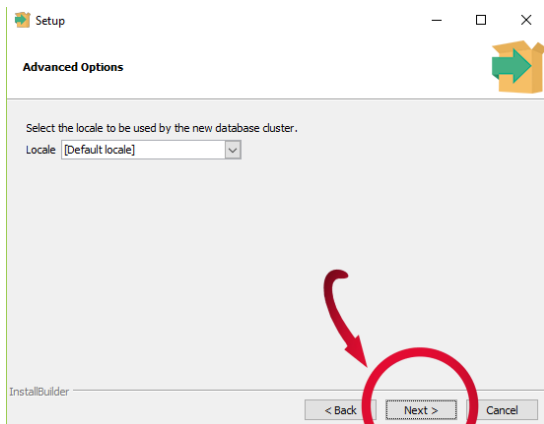 Setup
Advanced Options
Select the locale to be used by the new database cluster.
Locale [Default locale]
InstallBuilder
< Back Next > Cancel